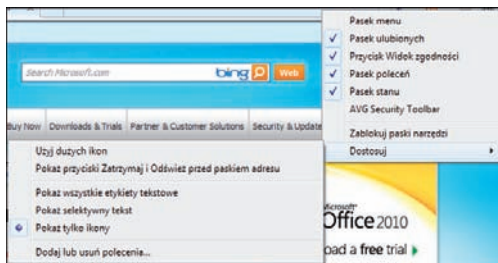 Pasek menu
Pasek ulubionych
Przycisk Widok zgodności
Pasek poleceń
Pasek stanu
AVG Security Toolbar
Zablokuj paski narzędzi
Dostosuj
Search Microsoft.com bing Web
Buy Now Downloads & Trials Partner & Customer Solutions Security & Update
Użyj dużych ikon
Pokaż przyciski Zatrzymaj i Odśwież przed paskiem adresu
Pokaż wszystkie etykiety tekstowe
Pokaż selektywny tekst
Pokaż tylko ikony
Dodaj lub usuń polecenia...
Microsoft
Office 2010
oad a free trial